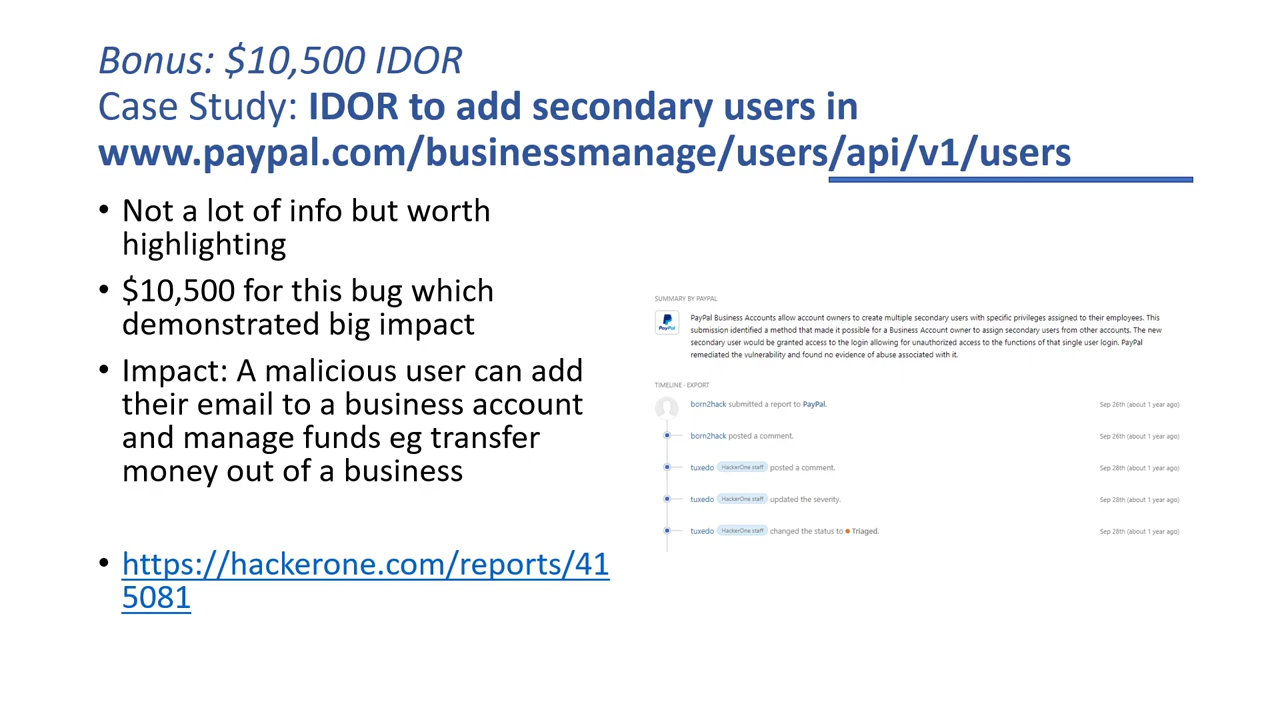 Bonus: $10,500 IDOR
Case Study: IDOR to add secondary users in
www.paypal.com/businessmanage/users/api/v1/users
• Not a lot of info but worth
highlighting
• $10,500 for this bug which
demonstrated big impact
• Impact: A malicious user can add
their email to a business account
and manage funds eg transfer
money out of a business
• https://hackerone.com/reports/41
5081
SUMMARY BY PAYPAL
PayPal
PayPal Business Accounts allow account owners to create multiple secondary users with specific privileges assigned to their employees. This
submission identified a method that made it possible for a Business Account owner to assign secondary users from other accounts. The new
secondary user would be granted access to the login allowing for unauthorized access to the functions of that single user login. PayPal
remediated the vulnerability and found no evidence of abuse associated with it.
TIMELINE · EXPORT
born2hack submitted a report to PayPal. Sep 26th (about 1 year ago)
born2hack posted a comment. Sep 26th (about 1 year ago)
tuxedo HackerOne staff posted a comment. Sep 28th (about 1 year ago)
tuxedo HackerOne staff updated the severity. Sep 28th (about 1 year ago)
tuxedo HackerOne staff changed the status to ● Triaged. Sep 28th (about 1 year ago)